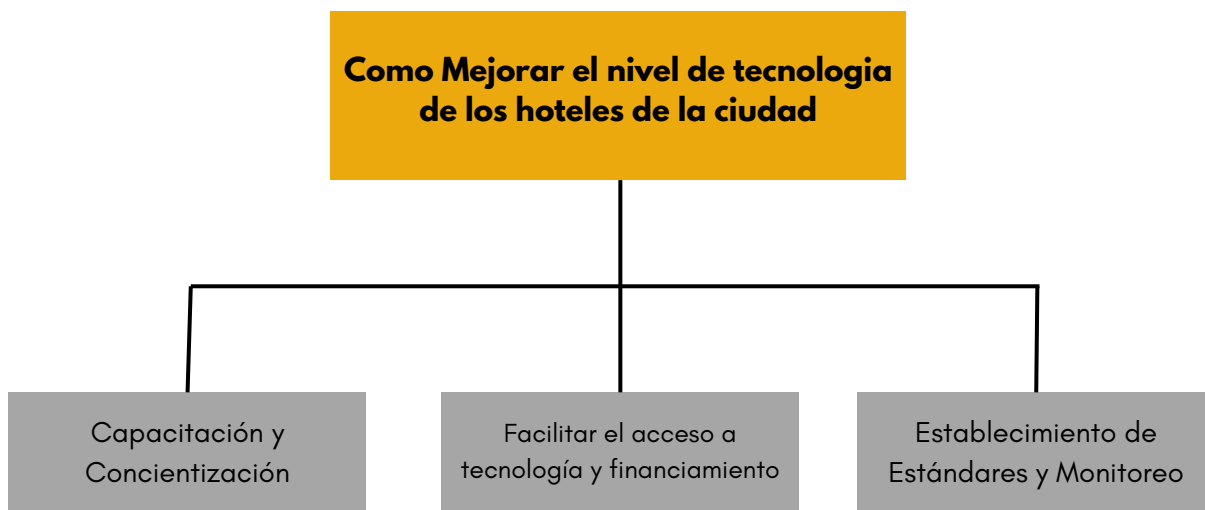 Como Mejorar el nivel de tecnologia
de los hoteles de la ciudad
Capacitación y
Concientización
Facilitar el acceso a
tecnología y financiamiento
Establecimiento de
Estándares y Monitoreo